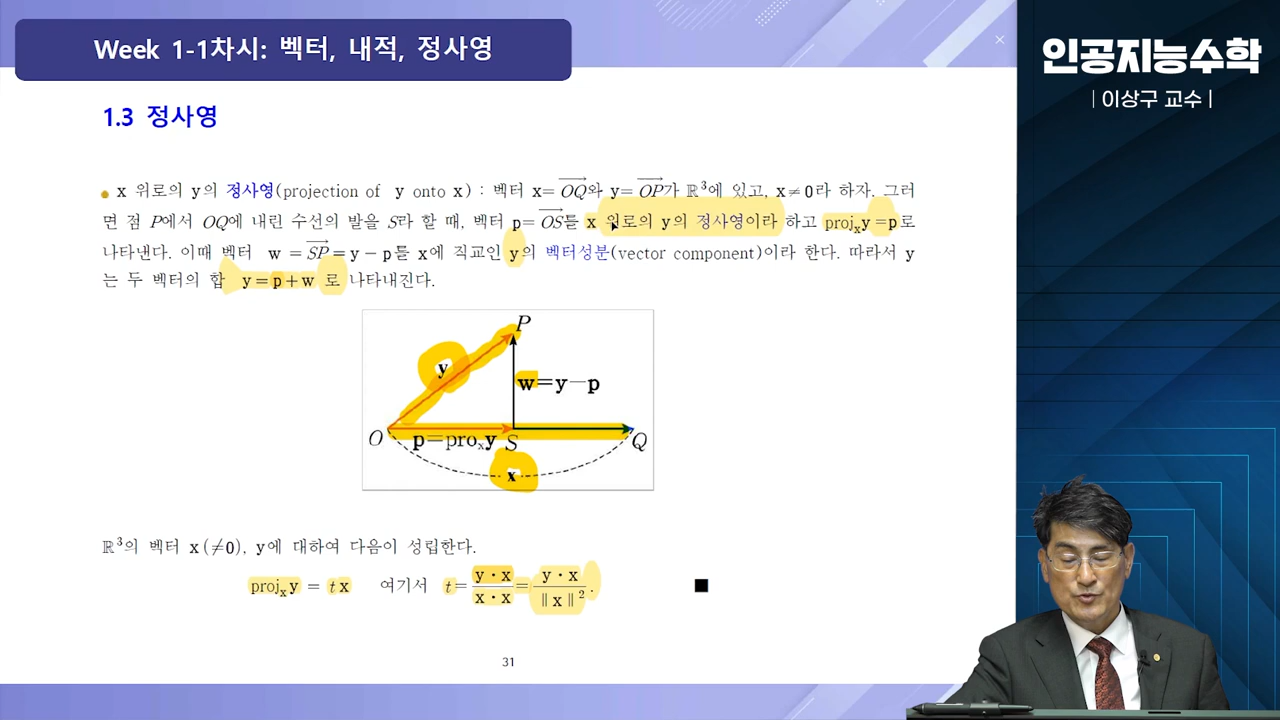 Week 1-1차시: 벡터, 내적, 정사영
인공지능수학
| 이상구 교수 |
1.3 정사영
● x 위로의 y의 정사영(projection of y onto x) : 벡터 x=OQ와 y=OP가 ℝ³에 있고, x≠0라 하자. 그러
면 점 P에서 OQ에 내린 수선의 발을 S라 할 때, 벡터 p=OS를 x 위로의 y의 정사영이라 하고 projₓy=p로
나타낸다. 이때 벡터 w=SP=y-p를 x에 직교인 y의 벡터성분(vector component)이라 한다. 따라서 y
는 두 벡터의 합 y=p+w 로 나타내진다.
P
y
w=y-p
O
p=proₓy
S
Q
x
ℝ³의 벡터 x(≠0), y에 대하여 다음이 성립한다.
projₓy = tx 여기서 t = y·x / x·x = y·x / ‖x‖² . ■
31